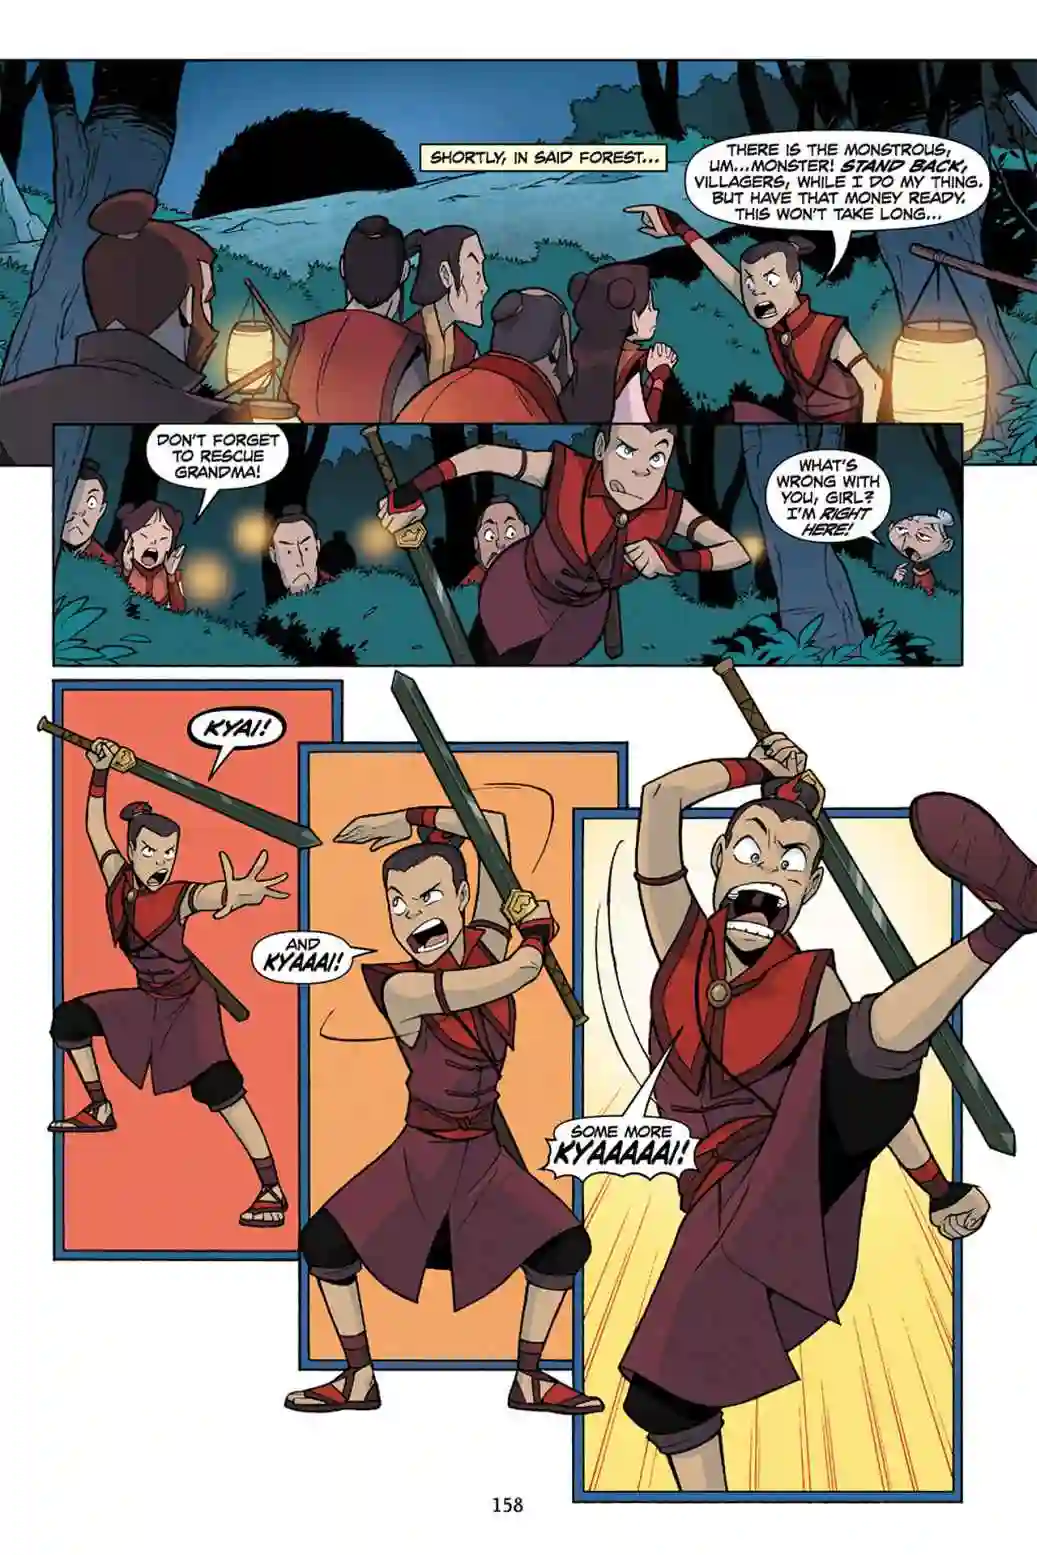 SHORTLY, IN SAID FOREST...
THERE IS THE MONSTROUS,
UM...MONSTER! STAND BACK,
VILLAGERS, WHILE I DO MY THING.
BUT HAVE THAT MONEY READY.
THIS WON'T TAKE LONG...
DON'T FORGET
TO RESCUE
GRANDMA!
WHAT'S
WRONG WITH
YOU, GIRL?
I'M RIGHT
HERE!
KYAI!
AND
KYAAAI!
SOME MORE
KYAAAAAI!
158